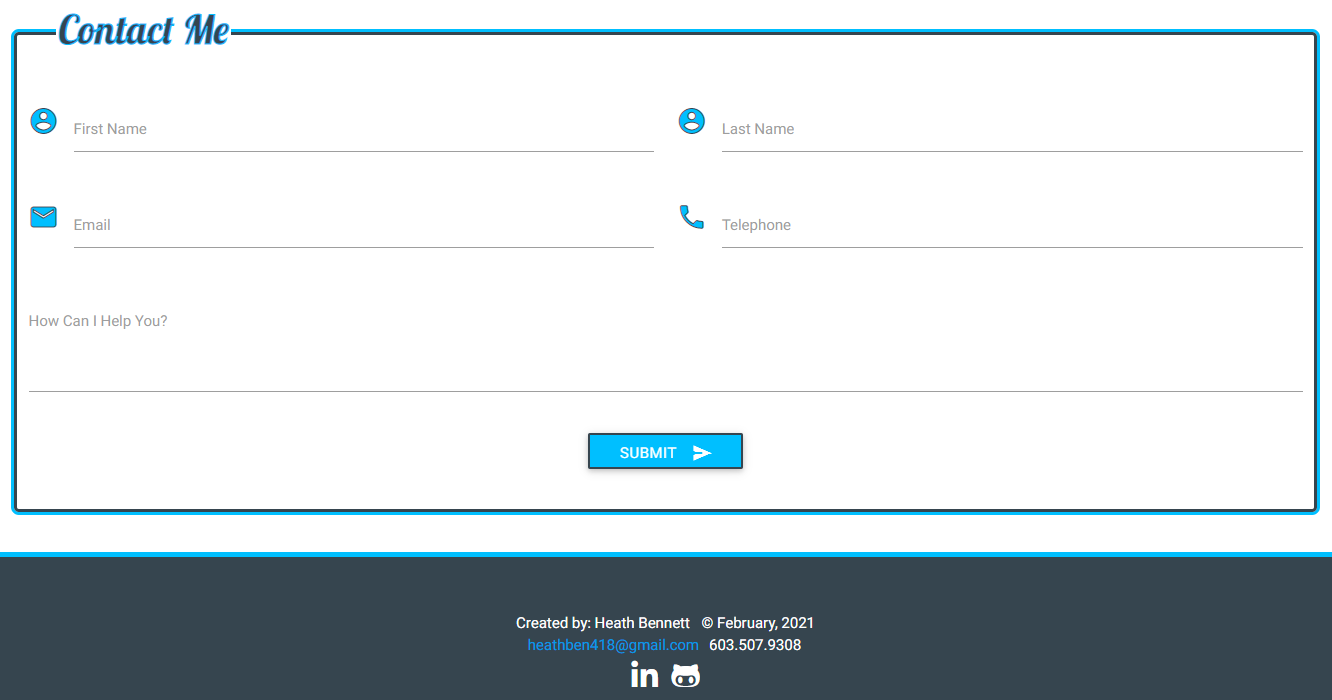 Contact Me
First Name
Last Name
Email
Telephone
How Can I Help You?
SUBMIT
Created by: Heath Bennett © February, 2021
heathben418@gmail.com 603.507.9308
in